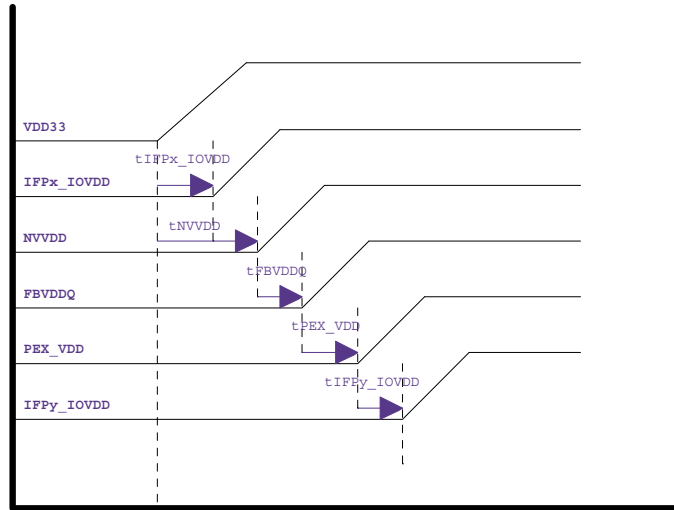 VDD33
tIFPx_IOVDD
IFPx_IOVDD
tNVVDD
NVVDD
tFBVDDQ
FBVDDQ
tPEX_VDD
PEX_VDD
tIFPy_IOVDD
IFPy_IOVDD